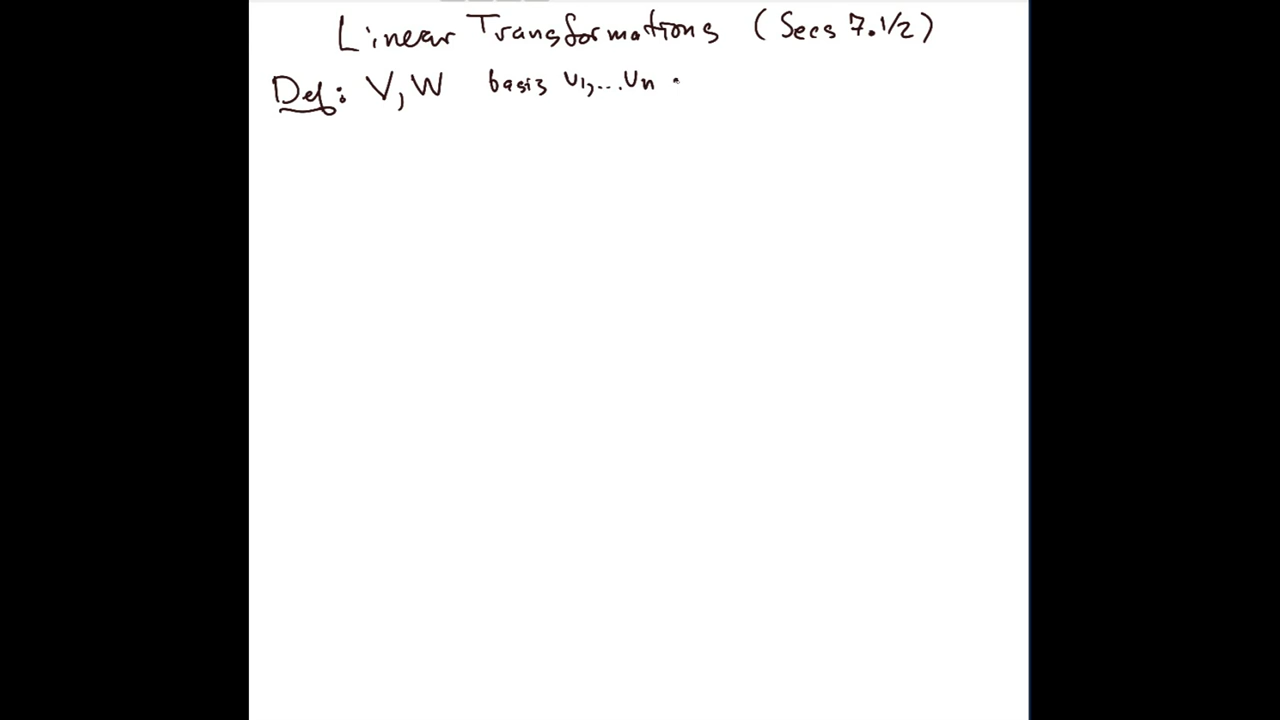 Linear Transformations (Secs 7.1/2)
Def: V, W basis v1,...vn